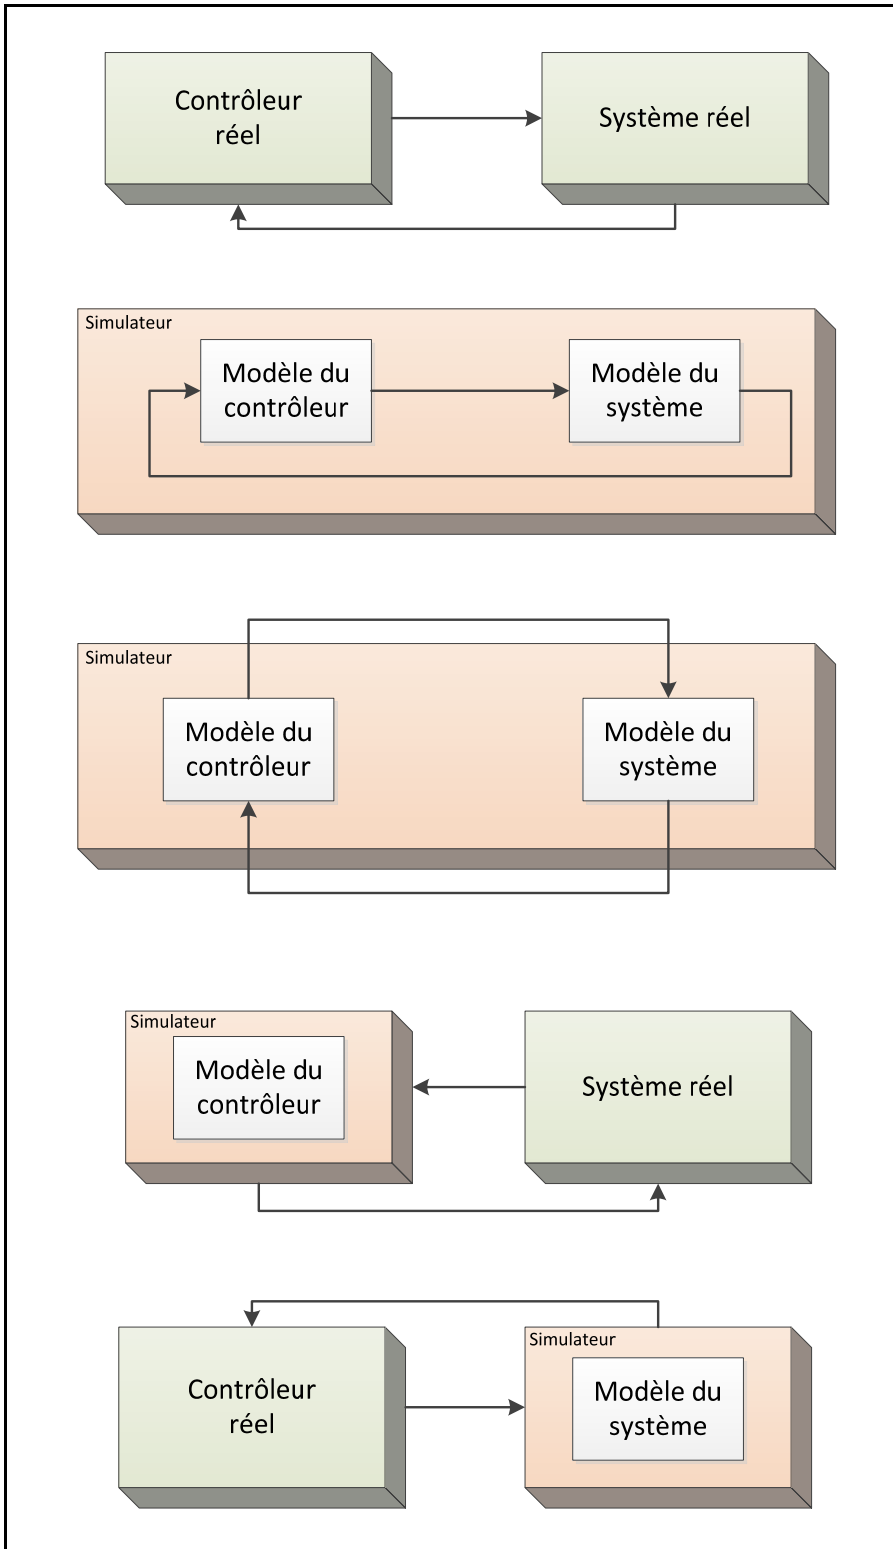 Contrôleur
réel
Système réel
Simulateur
Modèle du
contrôleur
Modèle du
système
Simulateur
Modèle du
contrôleur
Modèle du
système
Simulateur
Modèle du
contrôleur
Système réel
Contrôleur
réel
Simulateur
Modèle du
système